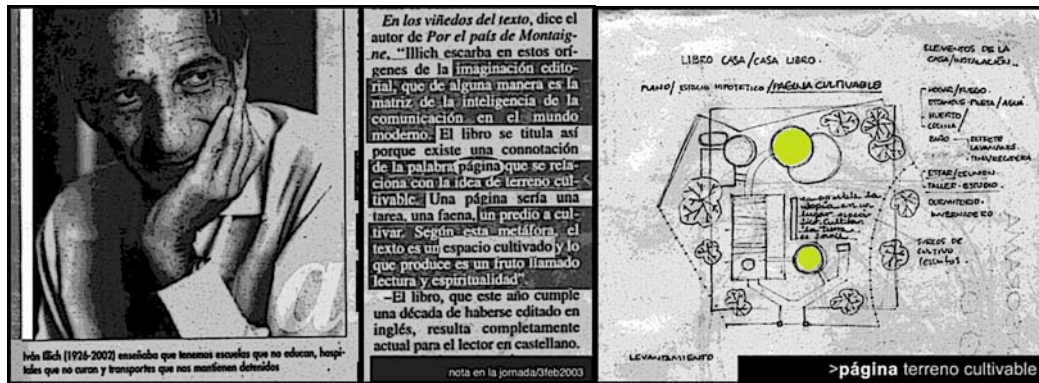 a
Iván Illich (1926-2002) enseñaba que tenemos escuelas que no educan, hospi-
tales que no curan y transportes que nos mantienen detenidos
En los viñedos del texto, dice el
autor de Por el país de Montaig-
ne, “Illich escarba en estos orí-
genes de la imaginación edito-
rial, que de alguna manera es la
matriz de la inteligencia de la
comunicación en el mundo
moderno. El libro se titula así
porque existe una connotación
de la palabra página que se rela-
ciona con la idea de terreno cul-
tivable. Una página sería una
tarea, una faena, un predio a cul-
tivar. Según esta metáfora, el
texto es un espacio cultivado y lo
que produce es un fruto llamado
lectura y espiritualidad”.
–El libro, que este año cumple
una década de haberse editado en
inglés, resulta completamente
actual para el lector en castellano.
nota en la jornada/3feb2003
LIBRO CASA/CASA LIBRO.
PLANO/ESPACIO HIPOTETICO/PAGINA CULTIVABLE
ELEMENTOS DE LA
CASA/INSTALACIÓN..
HOGAR/FUEGO.
ESTANQUE-PILETA/AGUA.
HUERTO/
COCINA
BAÑO
RETRETE
LAVAMANOS.
TINA/
ESTAR/REUNION.
TALLER-ESTUDIO.
DORMITORIO.
INVERNADERO
SURCOS DE
CULTIVO
LEVANTAMIENTO
>página terreno cultivable